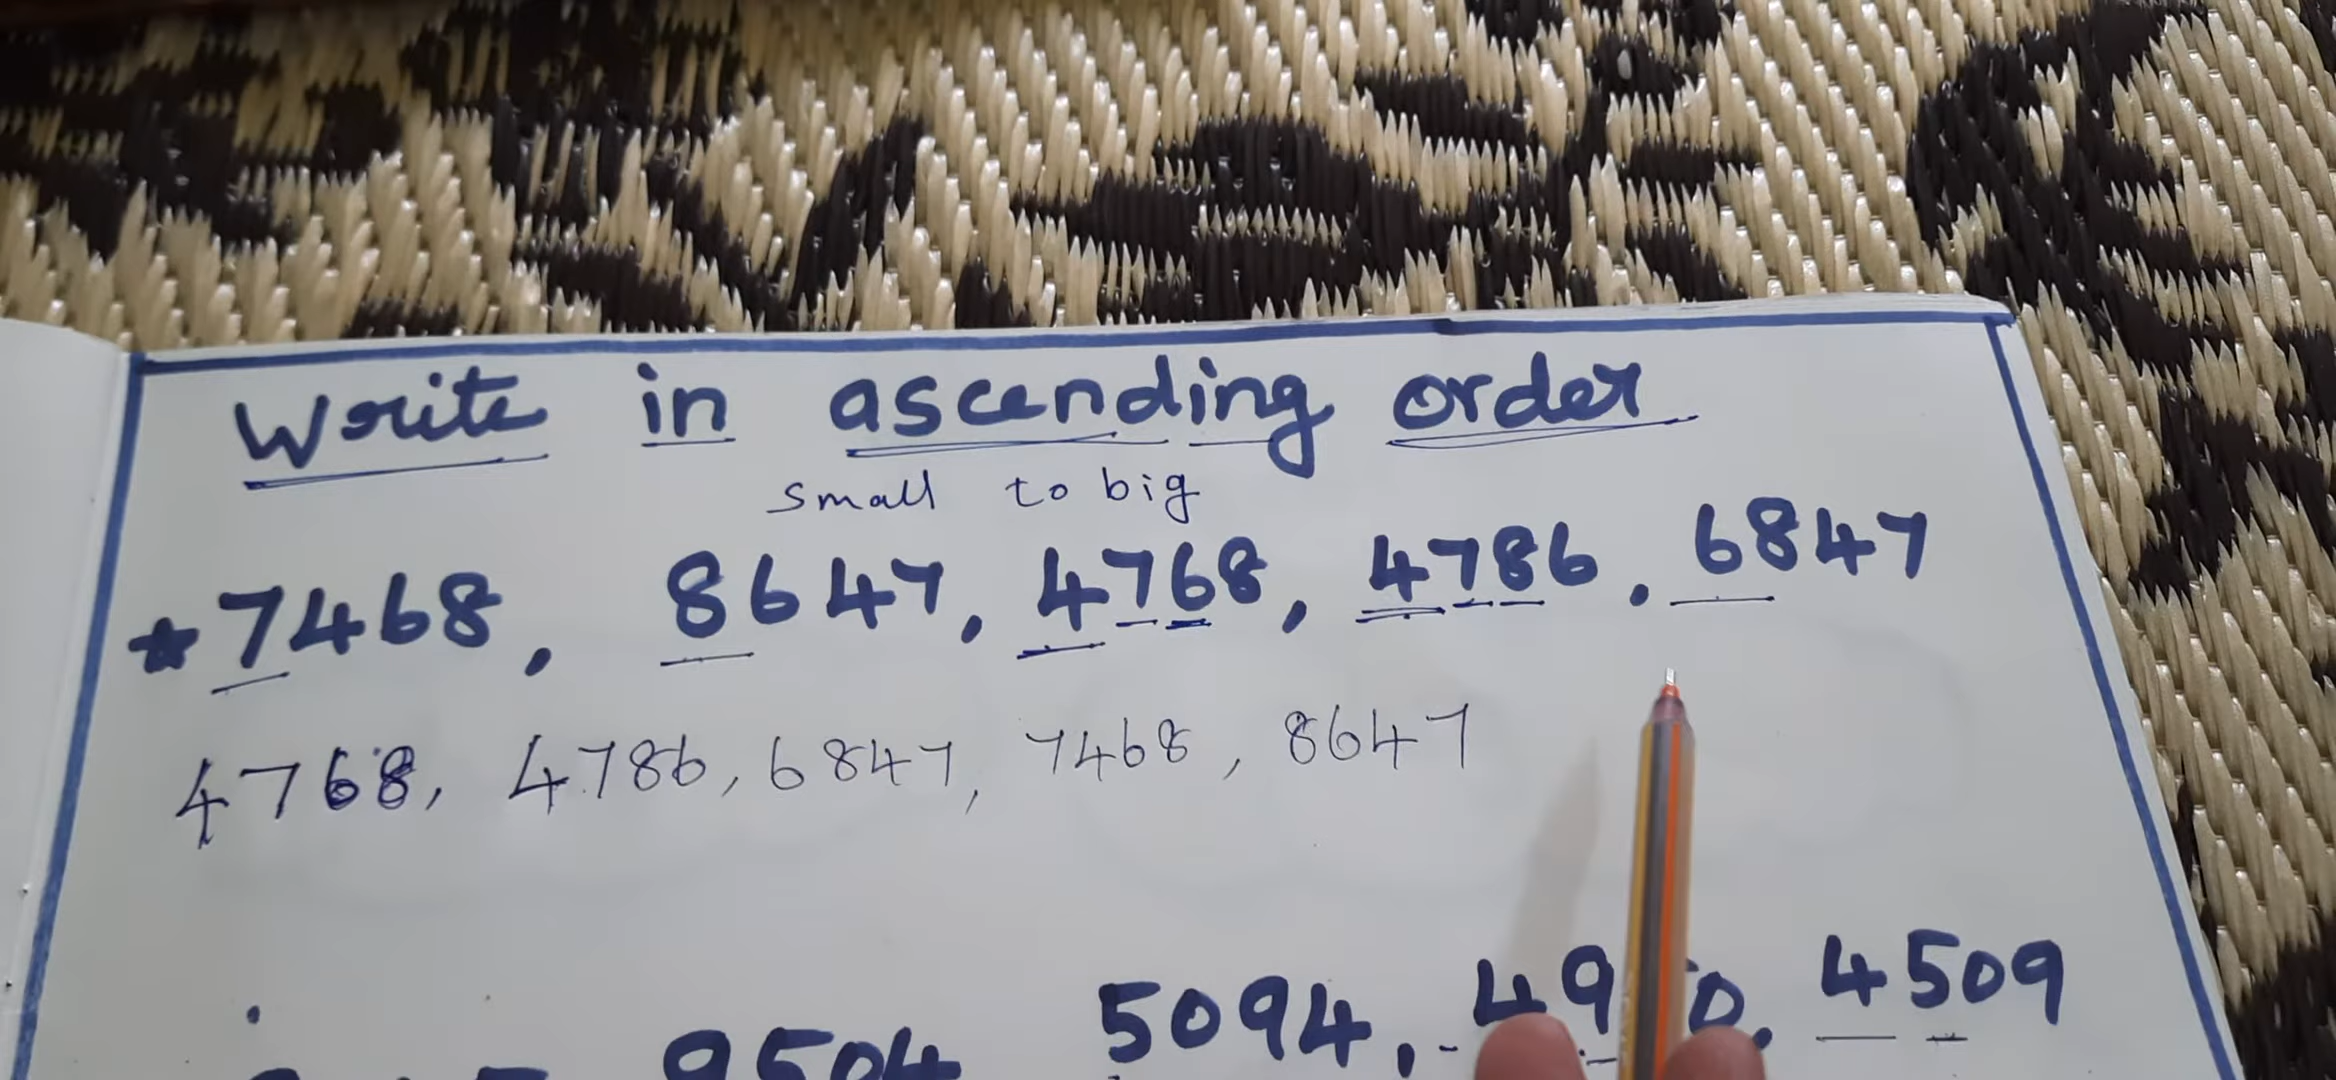 Write in ascending order
small to big
* 7468, 8647, 4768, 4786, 6847
4768, 4786, 6847, 7468, 8647
9504 5094, 4509